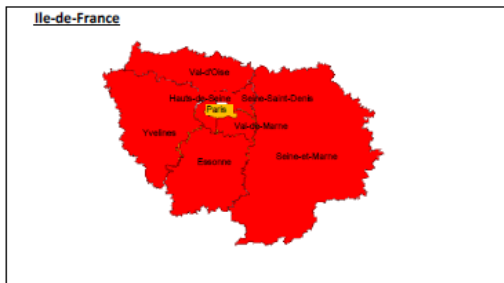 Ile-de-France
Val-d'Oise
Hauts-de-Seine
Seine-Saint-Denis
Paris
Yvelines
Val-de-Marne
Essonne
Seine-et-Marne